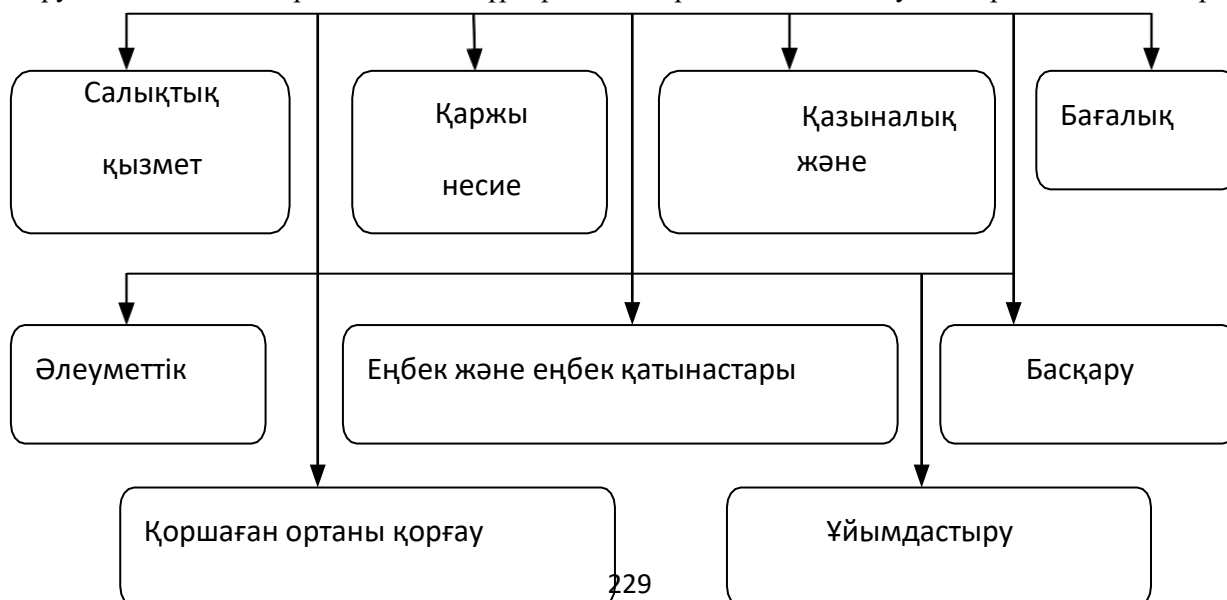 Салықтық
қызмет
Қаржы
несие
Қазыналық
және
Бағалық
Әлеуметтік
Еңбек және еңбек қатынастары
Басқару
Қоршаған ортаны қорғау
Ұйымдастыру
229